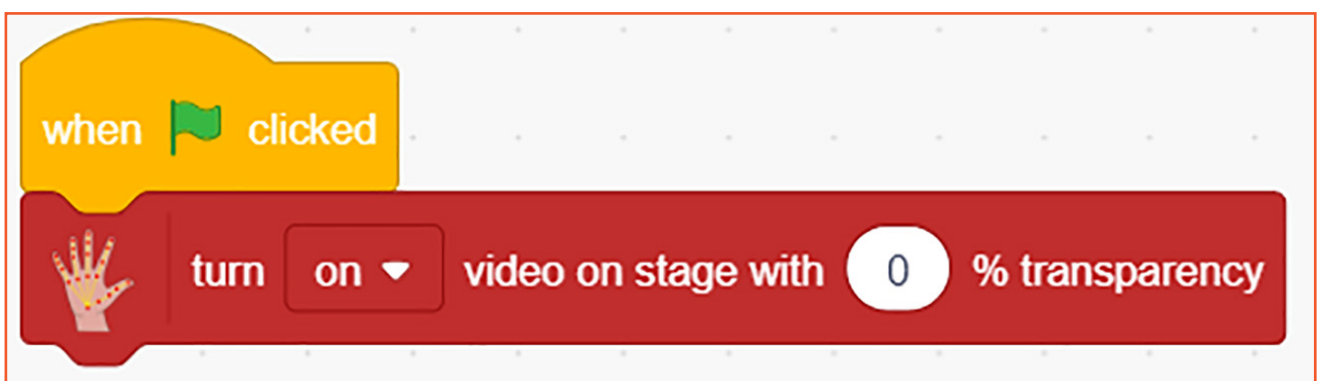 when clicked
turn on video on stage with 0 % transparency